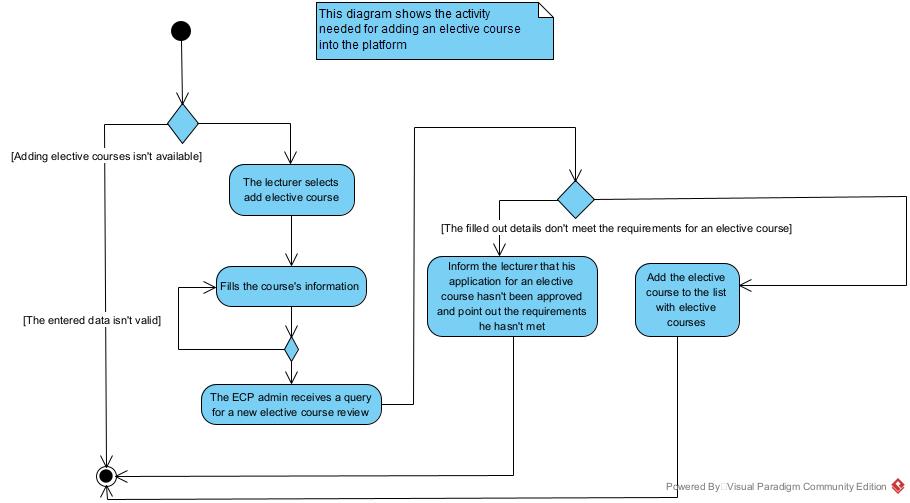 This diagram shows the activity
needed for adding an elective course
into the platform
[Adding elective courses isn't available]
The lecturer selects
add elective course
Fills the course's information
[The entered data isn't valid]
The ECP admin receives a query
for a new elective course review
[The filled out details don't meet the requirements for an elective course]
Inform the lecturer that his
application for an elective
course hasn't been approved
and point out the requirements
he hasn't met
Add the elective
course to the list
with elective
courses
Powered By Visual Paradigm Community Edition